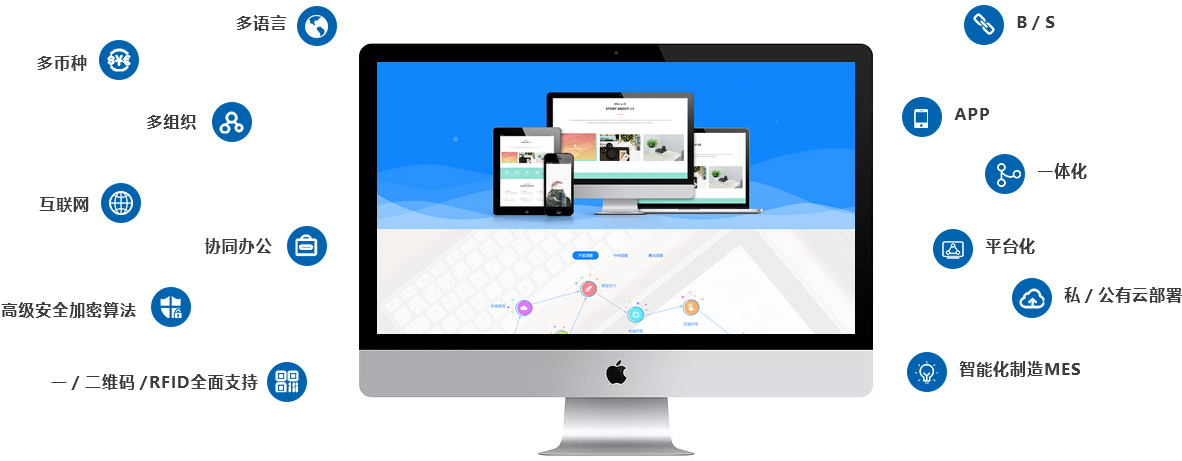 多语言
多币种
多组织
互联网
协同办公
高级安全加密算法
一 / 二维码 /RFID全面支持
B / S
APP
一体化
平台化
私 / 公有云部署
智能化制造MES
STORY ABOUT US